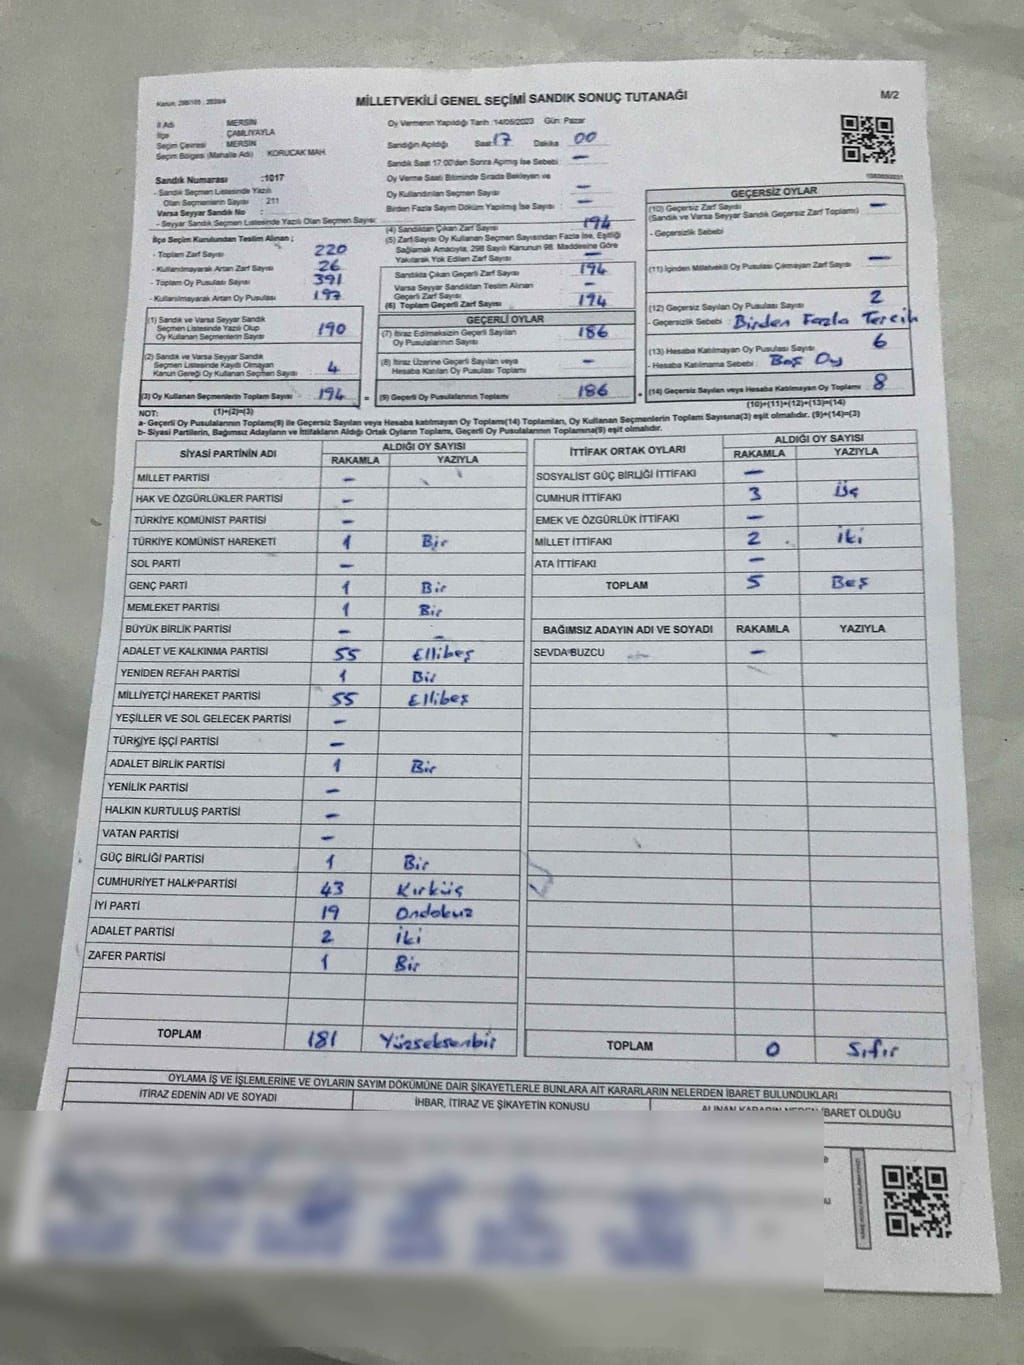 Kanun: 298/105 : 2839/4
MİLLETVEKİLİ GENEL SEÇİMİ SANDIK SONUÇ TUTANAĞI
M/2
İl Adı : MERSİN
İlçe : ÇAMLIYAYLA
Seçim Çevresi : MERSİN
Seçim Bölgesi (Mahalle Adı) : KORUCAK MAH.
Oy Vermenin Yapıldığı Tarih :14/05/2023 Gün: Pazar
Sandığın Açıldığı Saat: 17 Dakika 00
Sandık Saat 17:00'den Sonra Açılmış İse Sebebi : –
Oy Verme Saati Bitiminde Sırada Bekleyen ve
Oy Kullandırılan Seçmen Sayısı : –
Birden Fazla Sayım Döküm Yapılmış İse Sayısı : –
Sandık Numarası :1017
- Sandık Seçmen Listesinde Yazılı
Olan Seçmenlerin Sayısı : 211
Varsa Seyyar Sandık No :
- Seyyar Sandık Seçmen Listesinde Yazılı Olan Seçmen Sayısı:
İlçe Seçim Kurulundan Teslim Alınan ;
- Toplam Zarf Sayısı : 220
- Kullanılmayarak Artan Zarf Sayısı : 26
- Toplam Oy Pusulası Sayısı : 391
- Kullanılmayarak Artan Oy Pusulası : 197
(1) Sandık ve Varsa Seyyar Sandık
Seçmen Listesinde Yazılı Olup
Oy Kullanan Seçmenlerin Sayısı : 190
(2) Sandık ve Varsa Seyyar Sandık
Seçmen Listesinde Kaydı Olmayan
Kanun Gereği Oy Kullanan Seçmen Sayısı : 4
(3) Oy Kullanan Seçmenlerin Toplam Sayısı : 194 =
(4) Sandıktan Çıkan Zarf Sayısı : 194
(5) Zarf Sayısı Oy Kullanan Seçmen Sayısından Fazla İse, Eşitliği
Sağlamak Amacıyla, 298 Sayılı Kanunun 98. Maddesine Göre
Yakılarak Yok Edilen Zarf Sayısı : –
Sandıkta Çıkan Geçerli Zarf Sayısı : 194
Varsa Seyyar Sandıktan Teslim Alınan
Geçerli Zarf Sayısı : –
(6) Toplam Geçerli Zarf Sayısı : 194
GEÇERLİ OYLAR
(7) İtiraz Edilmeksizin Geçerli Sayılan
Oy Pusulalarının Sayısı : 186
(8) İtiraz Üzerine Geçerli Sayılan veya
Hesaba Katılan Oy Pusulası Toplamı : –
(9) Geçerli Oy Pusulalarının Toplamı : 186 +
GEÇERSİZ OYLAR
(10) Geçersiz Zarf Sayısı : –
(Sandık ve Varsa Seyyar Sandık Geçersiz Zarf Toplamı)
- Geçersizlik Sebebi :
(11) İçinden Milletvekili Oy Pusulası Çıkmayan Zarf Sayısı : –
(12) Geçersiz Sayılan Oy Pusulası Sayısı : 2
- Geçersizlik Sebebi : Birden Fazla Tercih
(13) Hesaba Katılmayan Oy Pusulası Sayısı : 6
- Hesaba Katılmama Sebebi : Boş Oy
(14) Geçersiz Sayılan veya Hesaba Katılmayan Oy Toplamı : 8
NOT: (1)+(2)=(3) (10)+(11)+(12)+(13)=(14)
a- Geçerli Oy Pusulalarının Toplamı(9) ile Geçersiz Sayılan veya Hesaba katılmayan Oy Toplamı(14) Toplamları, Oy Kullanan Seçmenlerin Toplam Sayısına(3) eşit olmalıdır. (9)+(14)=(3)
b- Siyasi Partilerin, Bağımsız Adayların ve İttifakların Aldığı Ortak Oyların Toplamı, Geçerli Oy Pusulalarının Toplamına(9) eşit olmalıdır.
SİYASİ PARTİNİN ADI ALDIĞI OY SAYISI
RAKAMLA YAZIYLA
MİLLET PARTİSİ –
HAK VE ÖZGÜRLÜKLER PARTİSİ –
TÜRKİYE KOMÜNİST PARTİSİ –
TÜRKİYE KOMÜNİST HAREKETİ 1 Bir
SOL PARTİ –
GENÇ PARTİ 1 Bir
MEMLEKET PARTİSİ 1 Bir
BÜYÜK BİRLİK PARTİSİ – –
ADALET VE KALKINMA PARTİSİ 55 Ellibeş
YENİDEN REFAH PARTİSİ 1 Bir
MİLLİYETÇİ HAREKET PARTİSİ 55 Ellibeş
YEŞİLLER VE SOL GELECEK PARTİSİ –
TÜRKİYE İŞÇİ PARTİSİ –
ADALET BİRLİK PARTİSİ 1 Bir
YENİLİK PARTİSİ –
HALKIN KURTULUŞ PARTİSİ –
VATAN PARTİSİ –
GÜÇ BİRLİĞİ PARTİSİ 1 Bir
CUMHURİYET HALK PARTİSİ 43 Kırküç
İYİ PARTİ 19 Ondokuz
ADALET PARTİSİ 2 İki
ZAFER PARTİSİ 1 Bir
TOPLAM 181 Yüzseksenbir
İTTİFAK ORTAK OYLARI ALDIĞI OY SAYISI
RAKAMLA YAZIYLA
SOSYALİST GÜÇ BİRLİĞİ İTTİFAKI –
CUMHUR İTTİFAKI 3 Üç
EMEK VE ÖZGÜRLÜK İTTİFAKI –
MİLLET İTTİFAKI 2 İki
ATA İTTİFAKI –
TOPLAM 5 Beş
BAĞIMSIZ ADAYIN ADI VE SOYADI RAKAMLA YAZIYLA
SEVDA BUZCU –
TOPLAM 0 Sıfır
OYLAMA İŞ VE İŞLEMLERİNE VE OYLARIN SAYIM DÖKÜMÜNE DAİR ŞİKAYETLERLE BUNLARA AİT KARARLARIN NELERDEN İBARET BULUNDUKLARI
İTİRAZ EDENİN ADI VE SOYADI İHBAR, İTİRAZ VE ŞİKAYETİN KONUSU ALINAN KARARIN NEDEN İBARET OLDUĞU